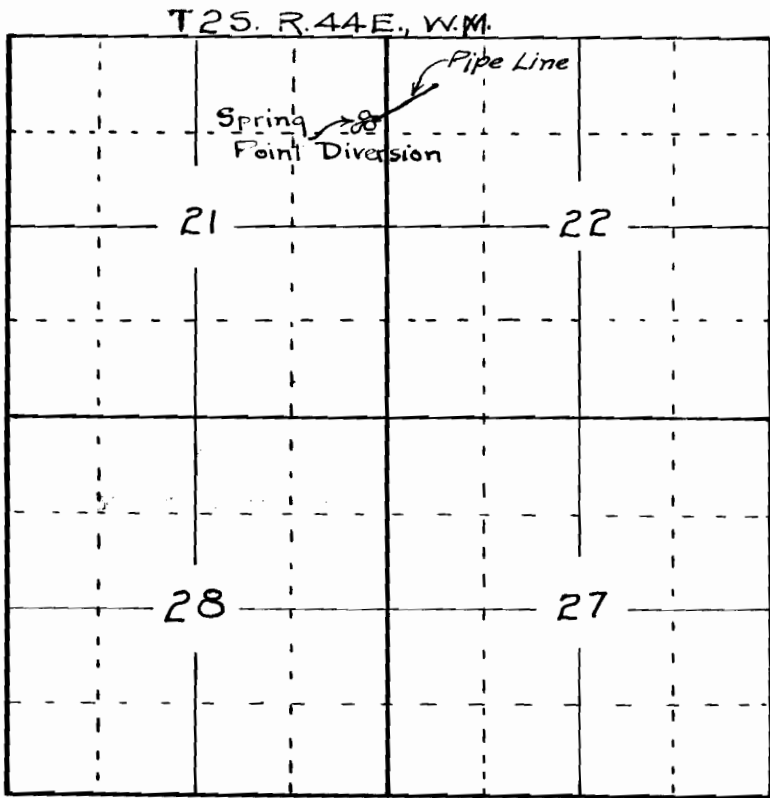 T2S. R.44E., W.M.
Pipe Line
Spring
Point Diversion
21
22
28
27